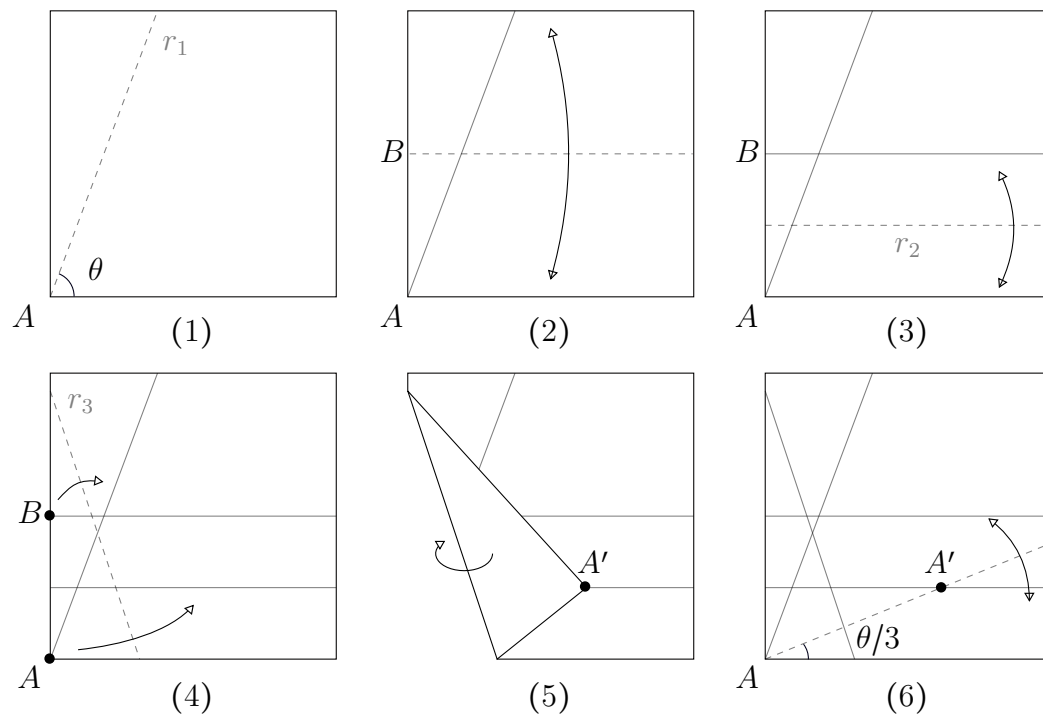 r₁
θ
A
(1)
B
A
(2)
B
r₂
A
(3)
r₃
B
A
(4)
A′
(5)
A′
θ/3
A
(6)